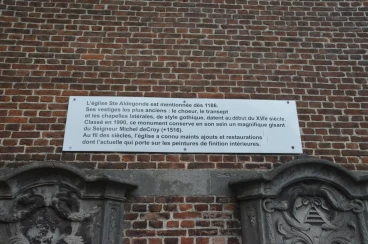 L'église Ste Aldegonde est mentionnée dès 1186.
Ses vestiges les plus anciens : le choeur, le transept
et les chapelles latérales, de style gothique, datent au début du XVIè siècle.
Classé en 1980, ce monument conserve en son sein un magnifique gisant
du Seigneur Michel deCroy (+1516).
Au fil des siècles, l'église a connu maints ajouts et restaurations
dont l'actuelle qui porte sur les peintures de finition intérieures.